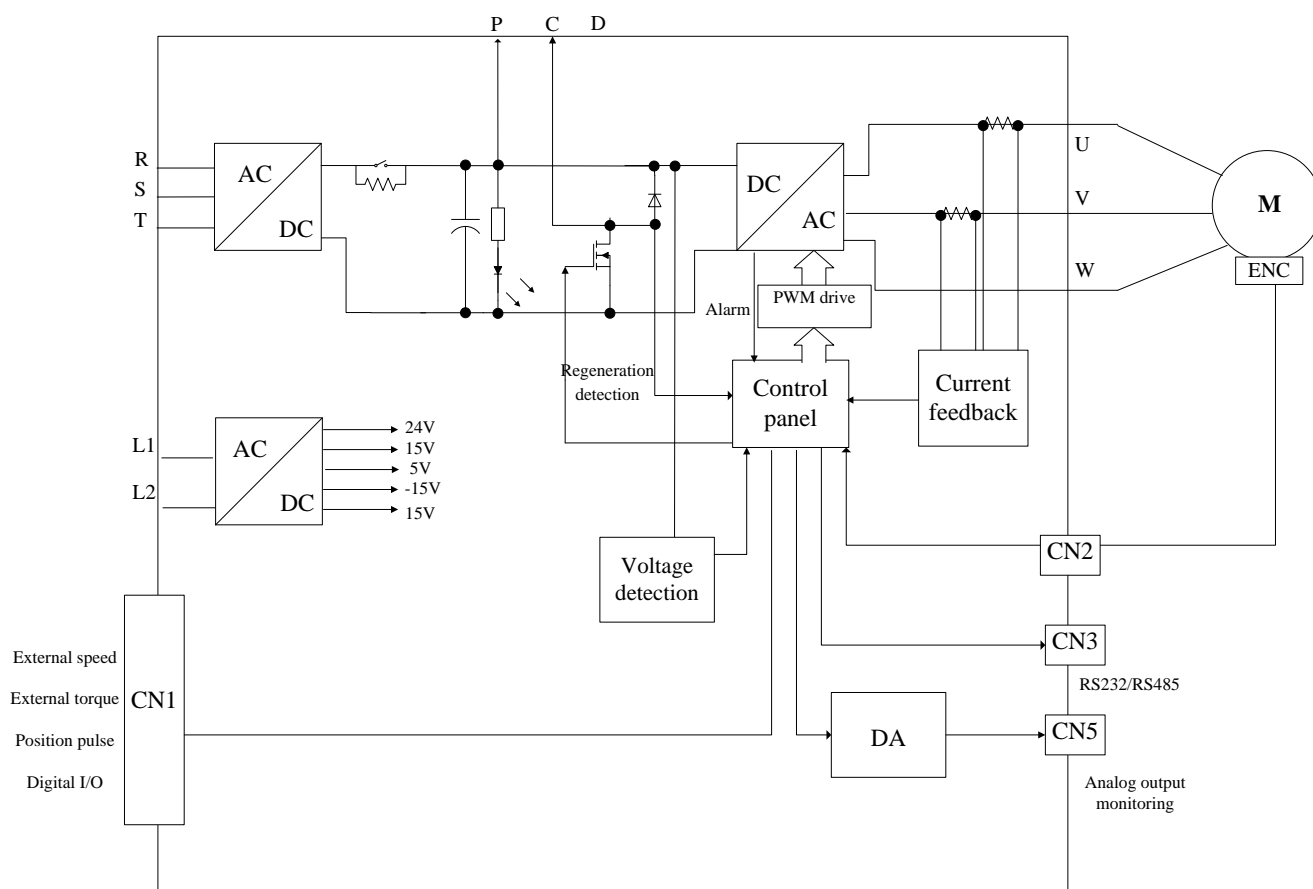 P C D
R
S
T
AC
DC
DC
AC
U
V
W
M
ENC
PWM drive
Alarm
Regeneration
detection
Control
panel
Current
feedback
L1
L2
AC
DC
24V
15V
5V
-15V
15V
Voltage
detection
CN2
CN3
RS232/RS485
CN5
Analog output
monitoring
DA
External speed
External torque
Position pulse
Digital I/O
CN1